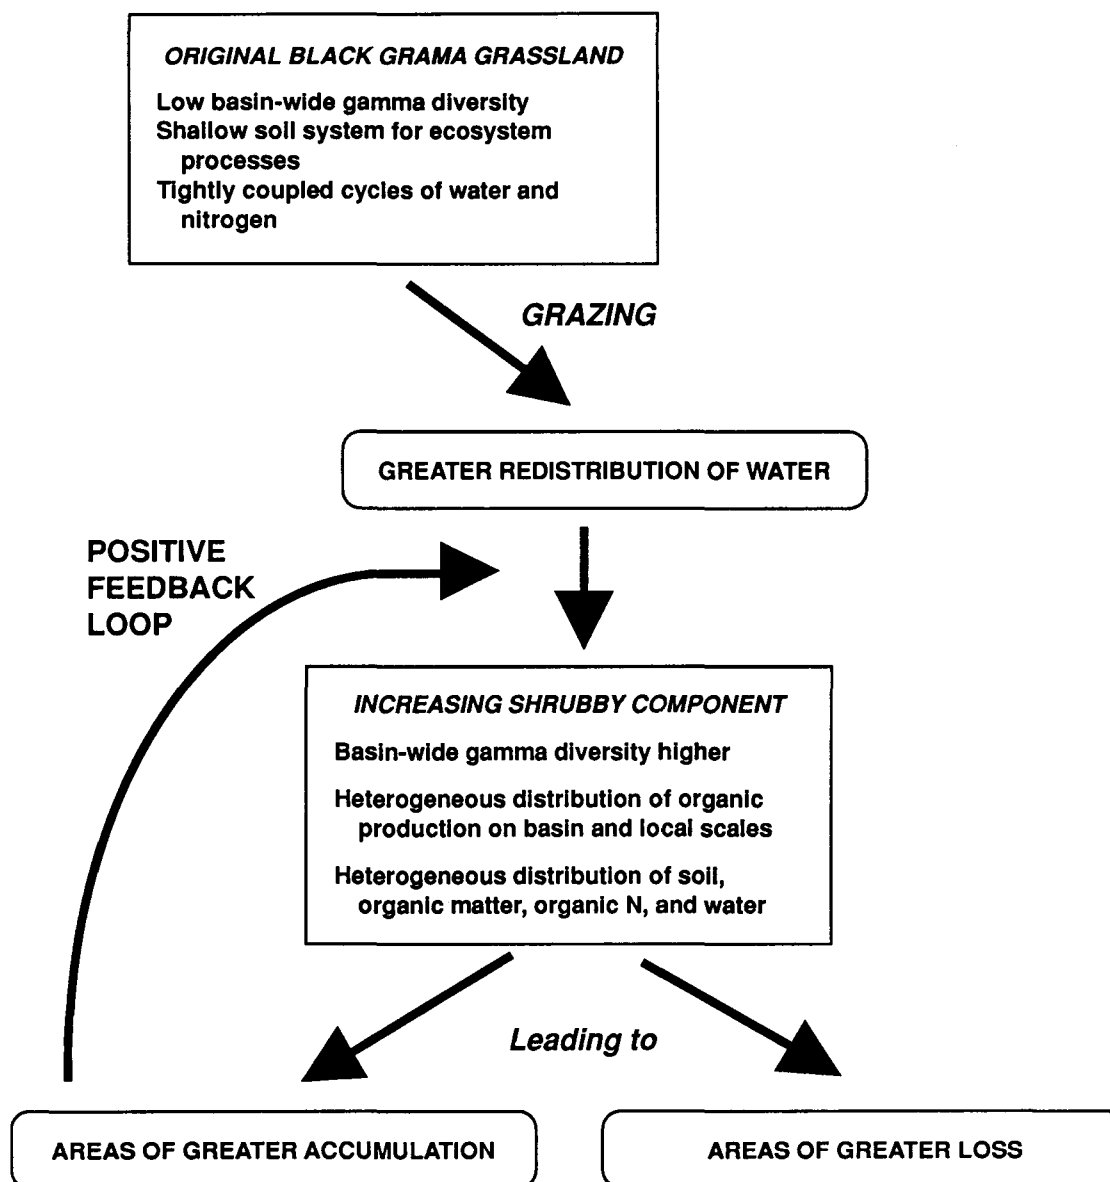 ORIGINAL BLACK GRAMA GRASSLAND
Low basin-wide gamma diversity
Shallow soil system for ecosystem
processes
Tightly coupled cycles of water and
nitrogen
GRAZING
GREATER REDISTRIBUTION OF WATER
POSITIVE
FEEDBACK
LOOP
INCREASING SHRUBBY COMPONENT
Basin-wide gamma diversity higher
Heterogeneous distribution of organic
production on basin and local scales
Heterogeneous distribution of soil,
organic matter, organic N, and water
Leading to
AREAS OF GREATER ACCUMULATION
AREAS OF GREATER LOSS